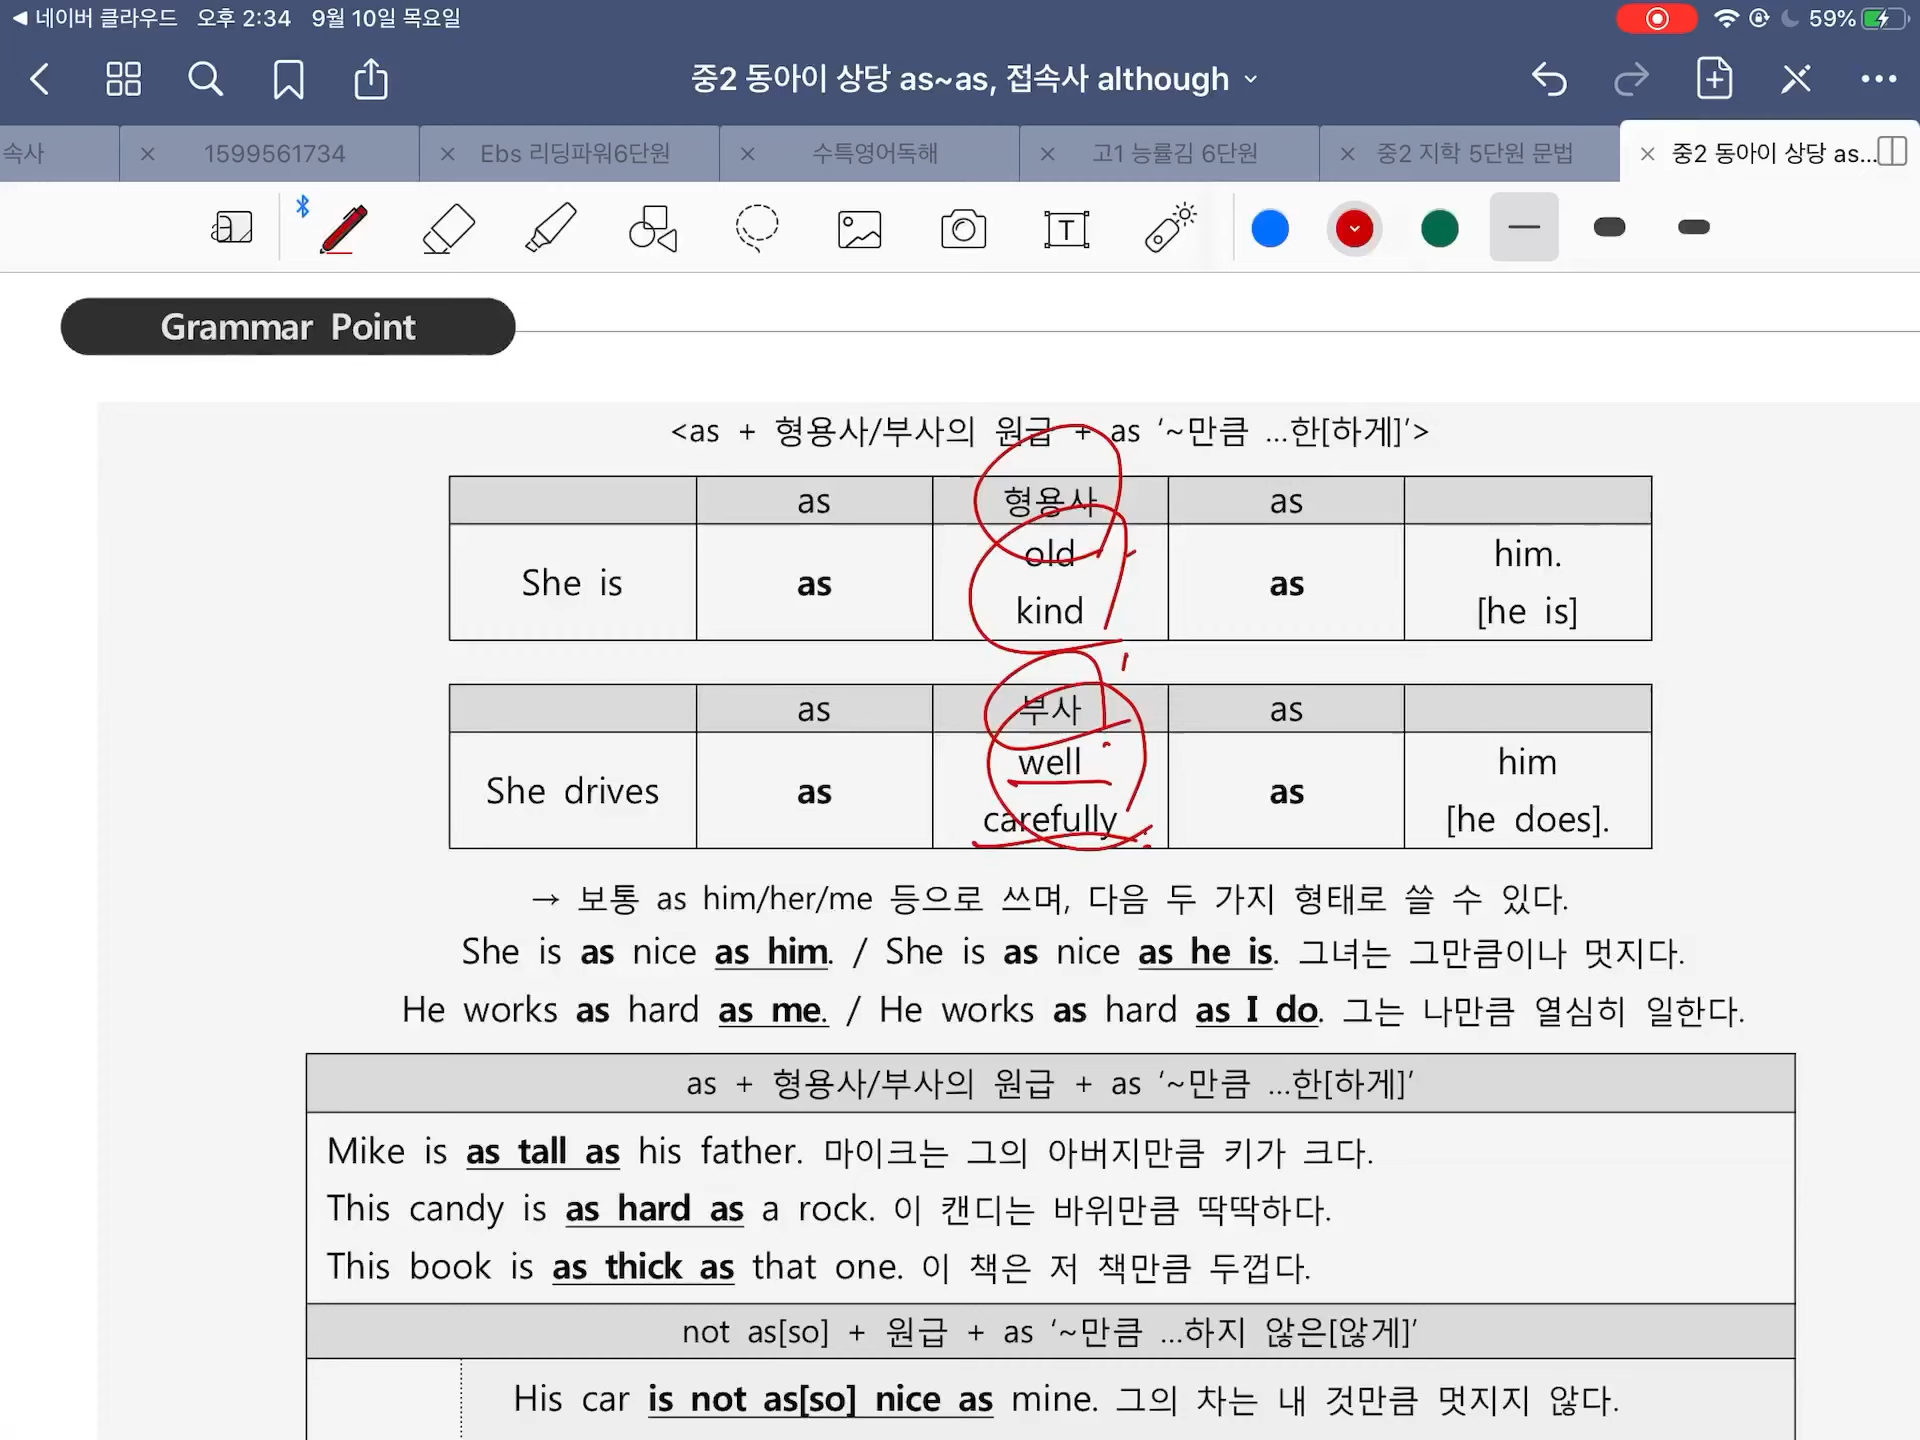 ◀ 네이버 클라우드 오후 2:34 9월 10일 목요일 59%
중2 동아이 상당 as~as, 접속사 although
속사 1599561734 Ebs 리딩파워6단원 수특영어독해 고1 능률김 6단원 중2 지학 5단원 문법 중2 동아이 상당 as...
Grammar Point
<as + 형용사/부사의 원급 + as ‘~만큼 …한[하게]’>
as 형용사 as
She is as old kind as him. [he is]
as 부사 as
She drives as well carefully as him [he does].
→ 보통 as him/her/me 등으로 쓰며, 다음 두 가지 형태로 쓸 수 있다.
She is as nice as him. / She is as nice as he is. 그녀는 그만큼이나 멋지다.
He works as hard as me. / He works as hard as I do. 그는 나만큼 열심히 일한다.
as + 형용사/부사의 원급 + as ‘~만큼 …한[하게]’
Mike is as tall as his father. 마이크는 그의 아버지만큼 키가 크다.
This candy is as hard as a rock. 이 캔디는 바위만큼 딱딱하다.
This book is as thick as that one. 이 책은 저 책만큼 두껍다.
not as[so] + 원급 + as ‘~만큼 …하지 않은[않게]’
His car is not as[so] nice as mine. 그의 차는 내 것만큼 멋지지 않다.